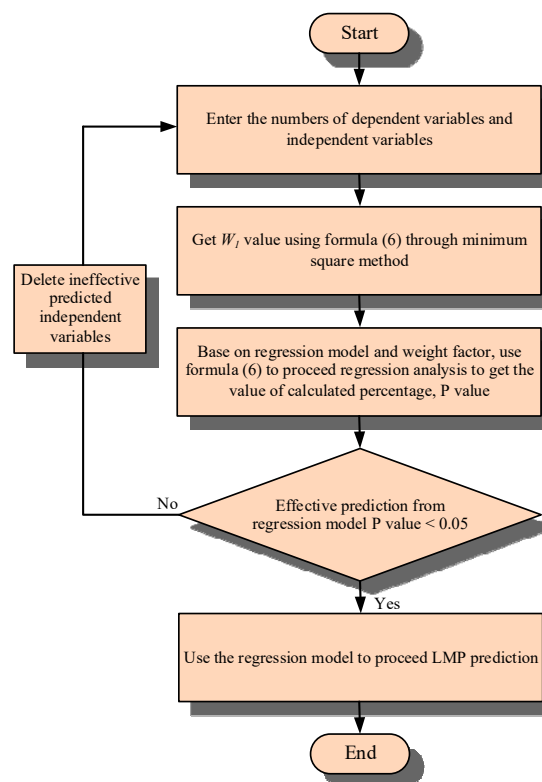 Start
Enter the numbers of dependent variables and
independent variables
Get W1 value using formula (6) through minimum
square method
Delete ineffective
predicted
independent
variables
Base on regression model and weight factor, use
formula (6) to proceed regression analysis to get the
value of calculated percentage, P value
No
Effective prediction from
regression model P value < 0.05
Yes
Use the regression model to proceed LMP prediction
End